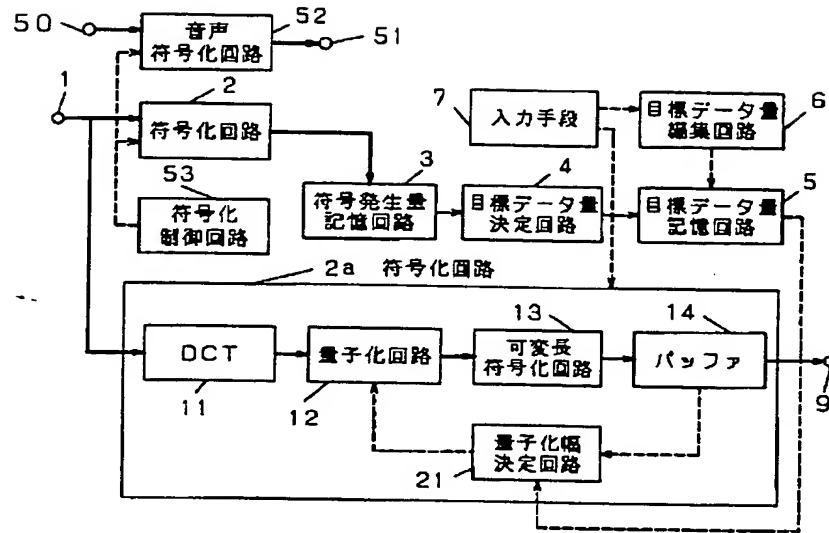 50
音声
符号化回路
52
51
1
2
符号化回路
7
入力手段
目標データ量
編集回路
6
53
符号化
制御回路
3
符号発生量
記憶回路
4
目標データ量
決定回路
5
目標データ量
記憶回路
2a 符号化回路
DCT
11
量子化回路
12
13
可変長
符号化回路
14
バッファ
9
量子化幅
決定回路
21